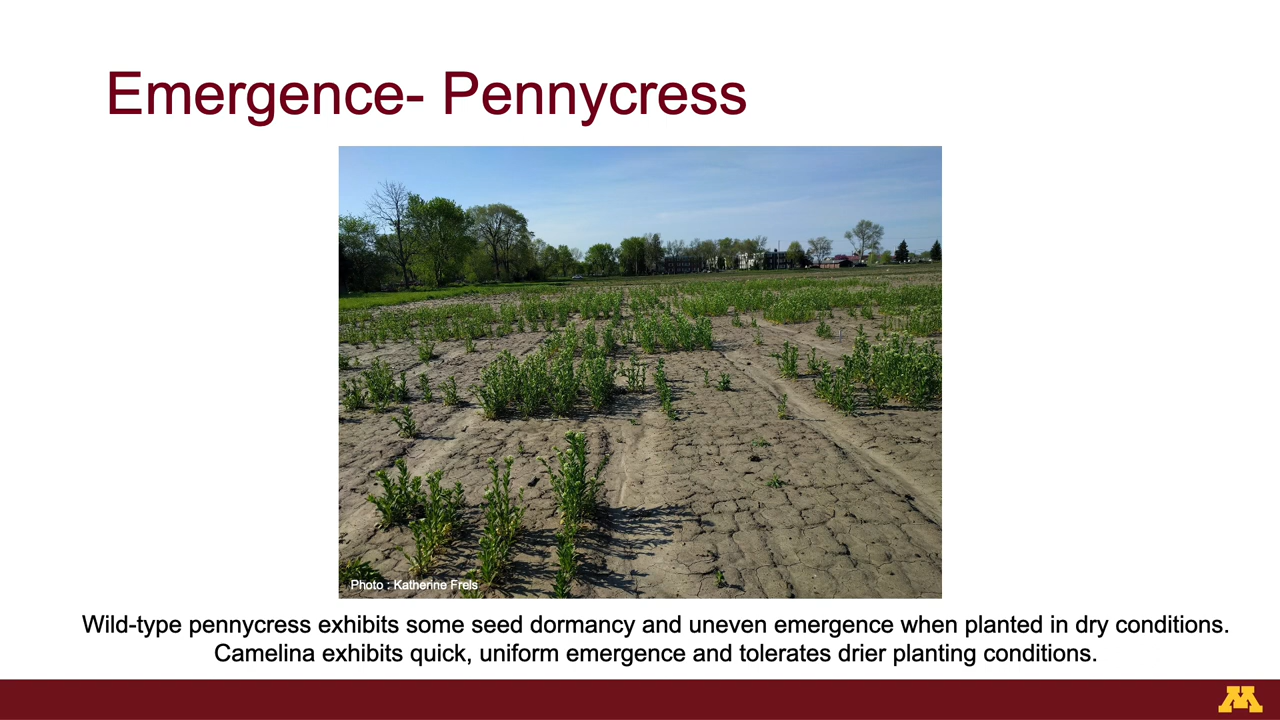 Emergence- Pennycress
Photo : Katherine Frels
Wild-type pennycress exhibits some seed dormancy and uneven emergence when planted in dry conditions.
Camelina exhibits quick, uniform emergence and tolerates drier planting conditions.
M